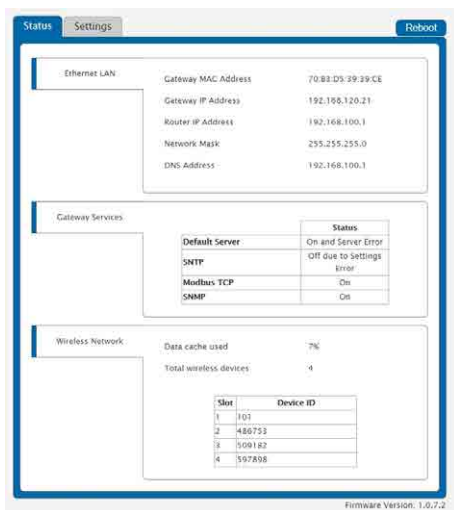 Status Settings Reboot
Ethernet LAN
Gateway MAC Address 70:B3:D5:39:39:CE
Gateway IP Address 192.168.120.21
Router IP Address 192.168.100.1
Network Mask 255.255.255.0
DNS Address 192.168.100.1
Gateway Services
Status
Default Server On and Server Error
SNTP Off due to Settings
Error
Modbus TCP On
SNMP On
Wireless Network
Data cache used 7%
Total wireless devices 4
Slot Device ID
1 101
2 486753
3 509182
4 597898
Firmware Version: 1.0.7.2